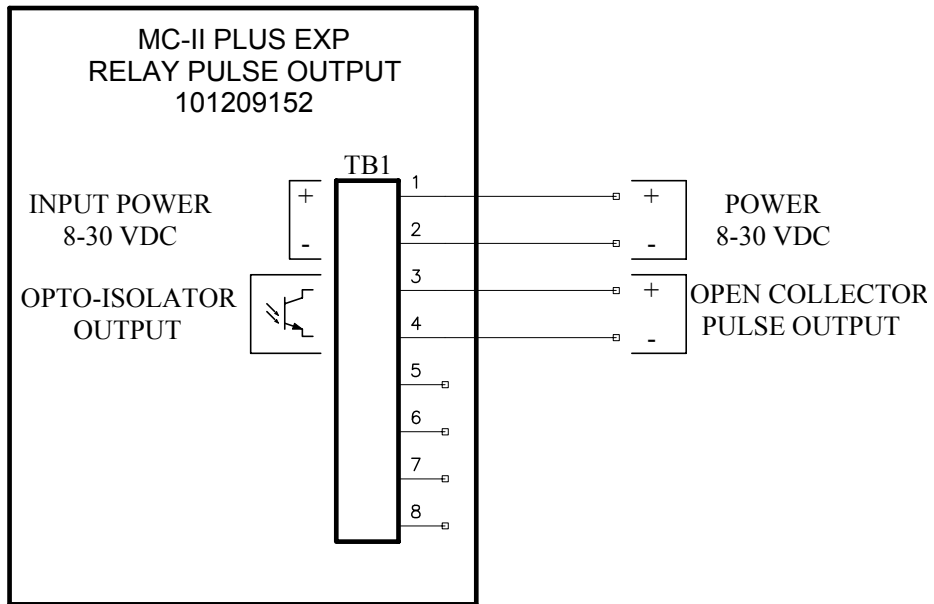 MC-II PLUS EXP
RELAY PULSE OUTPUT
101209152
TB1
INPUT POWER
8-30 VDC
+
-
OPTO-ISOLATOR
OUTPUT
1
2
3
4
5
6
7
8
+
-
POWER
8-30 VDC
+
-
OPEN COLLECTOR
PULSE OUTPUT